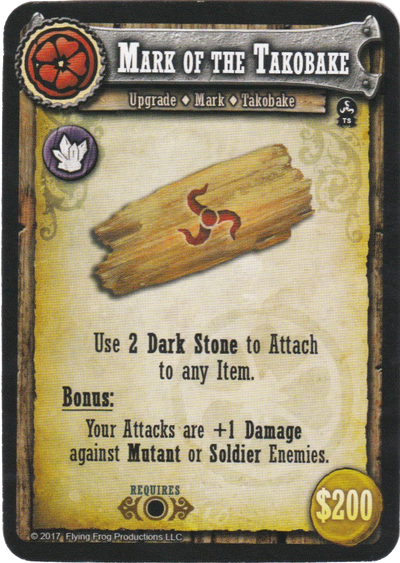 Mark of the Takobake
Upgrade ♦ Mark ♦ Takobake
TS
Use 2 Dark Stone to Attach
to any Item.
Bonus:
Your Attacks are +1 Damage
against Mutant or Soldier Enemies.
REQUIRES
$200
© 2017, Flying Frog Productions LLC